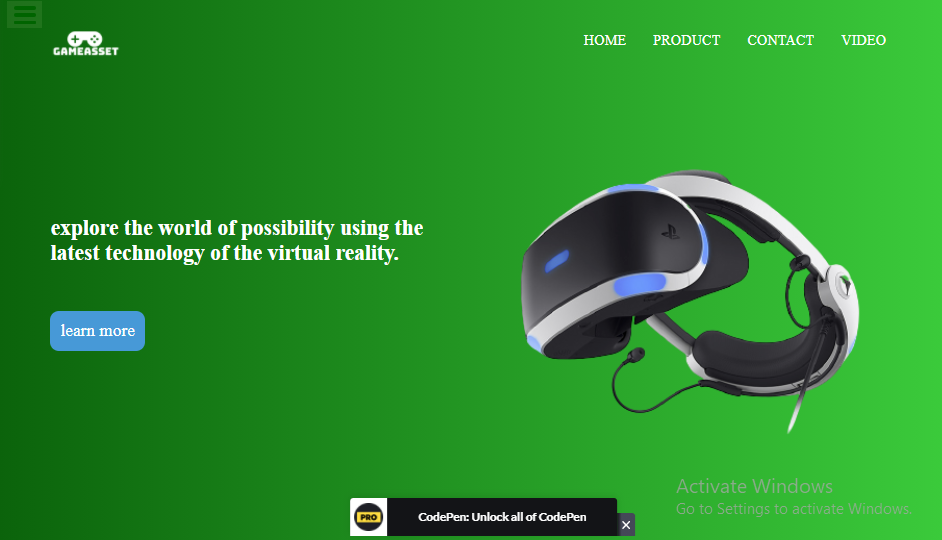 GAMEASSET
HOME PRODUCT CONTACT VIDEO
explore the world of possibility using the
latest technology of the virtual reality.
learn more
Activate Windows
Go to Settings to activate Windows.
PRO
CodePen: Unlock all of CodePen
×